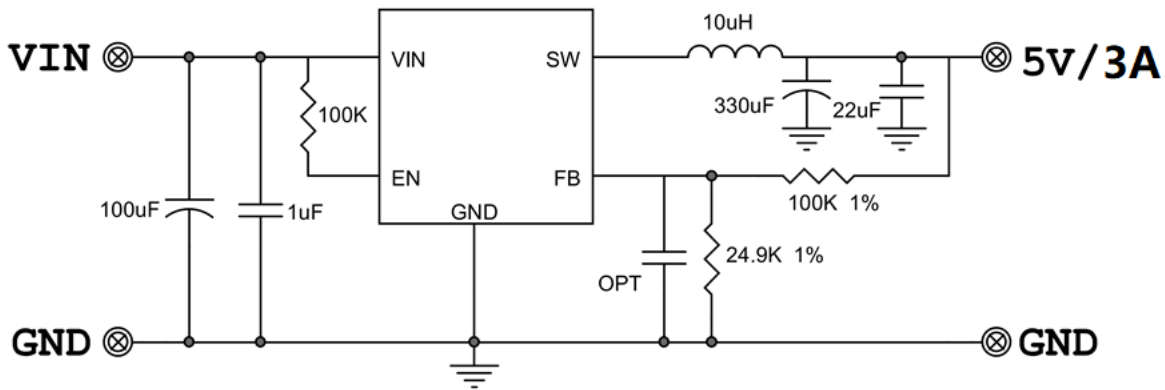 10uH
VIN
VIN
SW
5V/3A
100K
330uF
22uF
EN
FB
100K 1%
100uF
1uF
GND
24.9K 1%
OPT
GND
GND